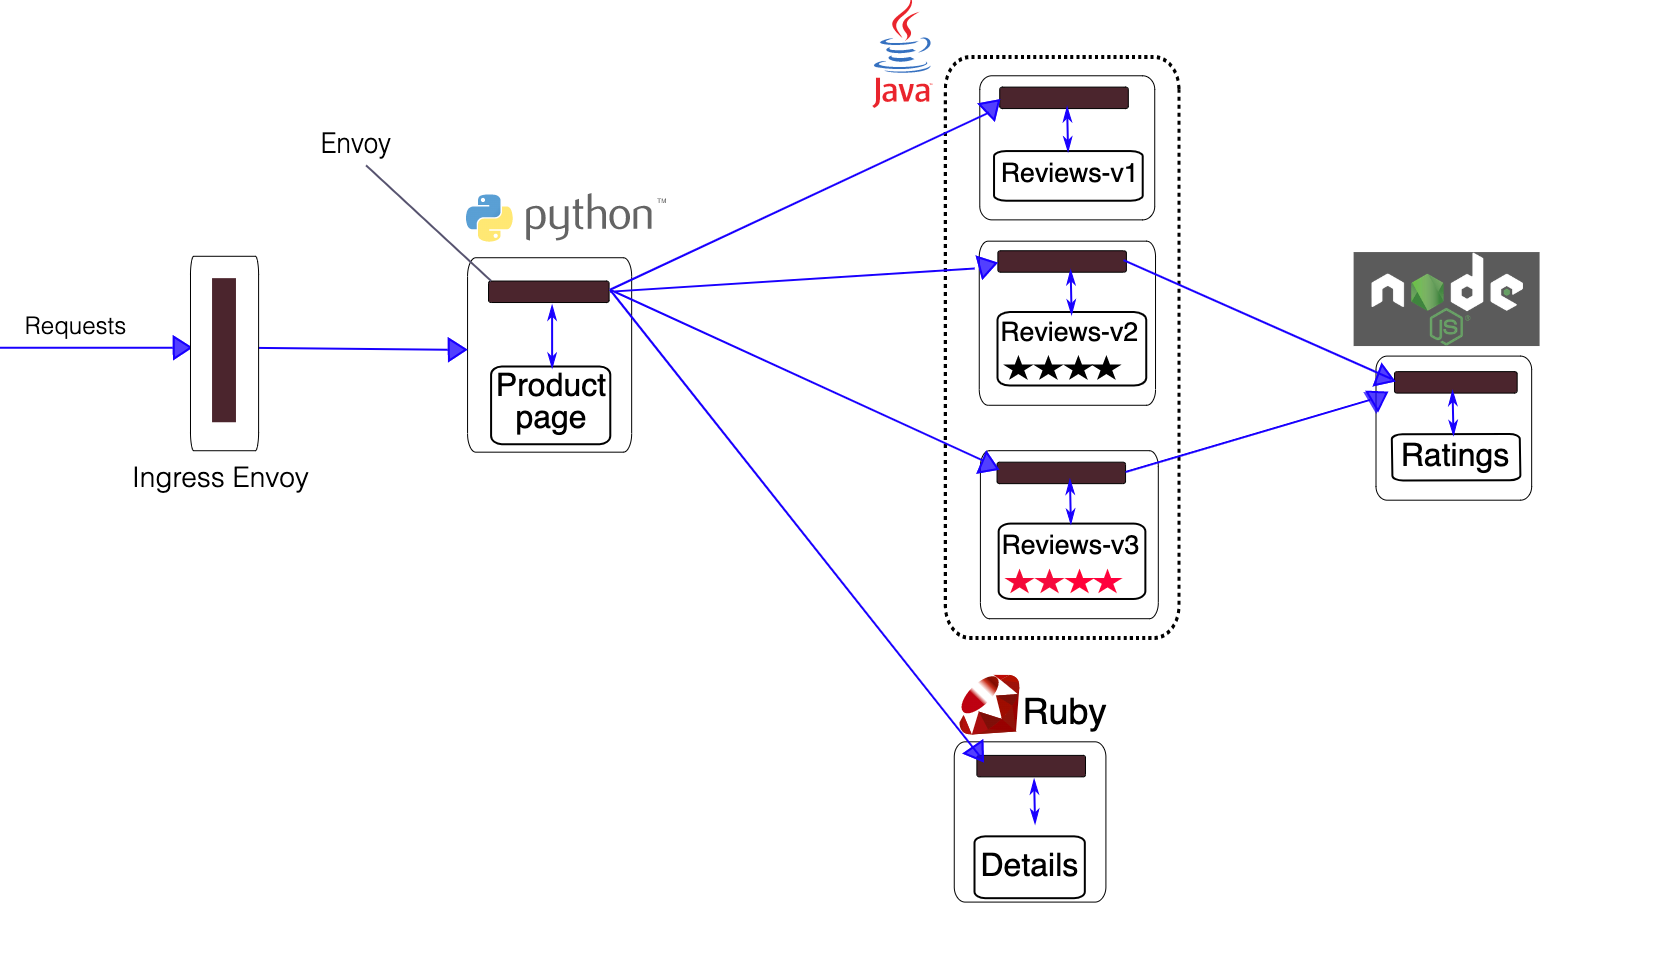 Requests
Ingress Envoy
Envoy
python™
Product
page
Java
Reviews-v1
Reviews-v2
Reviews-v3
node
JS
Ratings
Ruby
Details